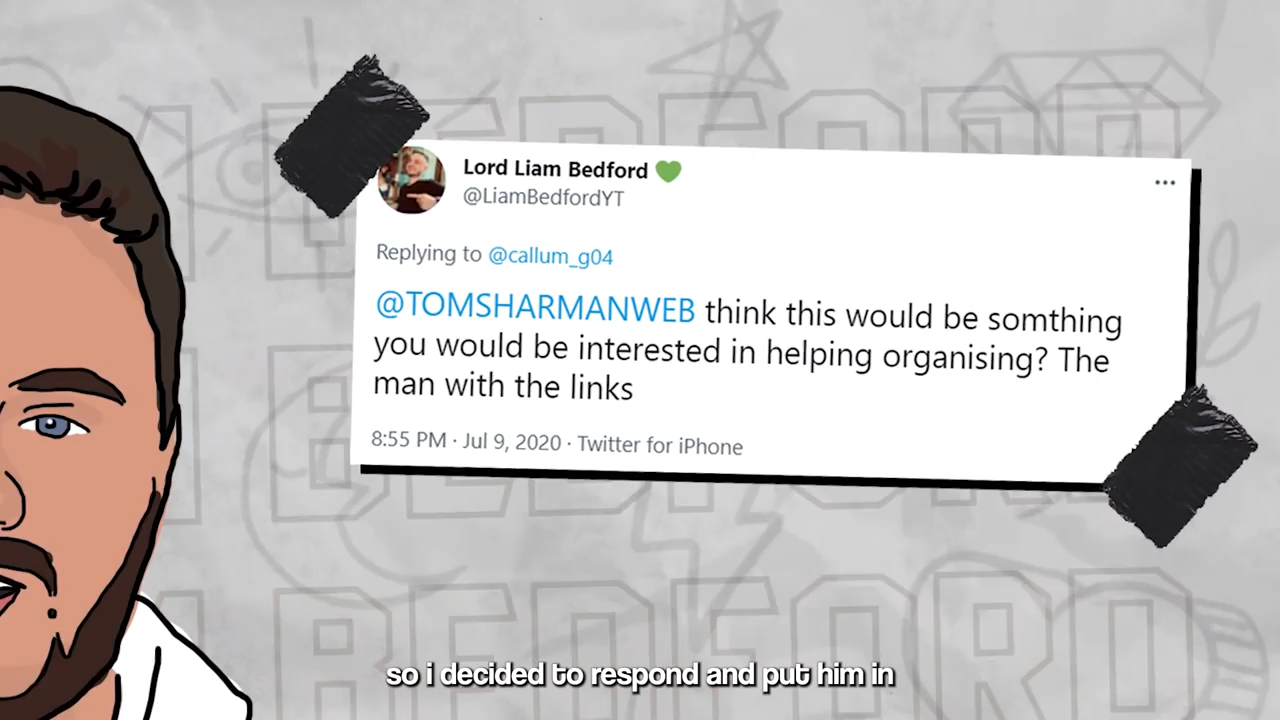 Lord Liam Bedford 💚
@LiamBedfordYT
Replying to @callum_g04
@TOMSHARMANWEB think this would be somthing
you would be interested in helping organising? The
man with the links
8:55 PM · Jul 9, 2020 · Twitter for iPhone
so i decided to respond and put him in